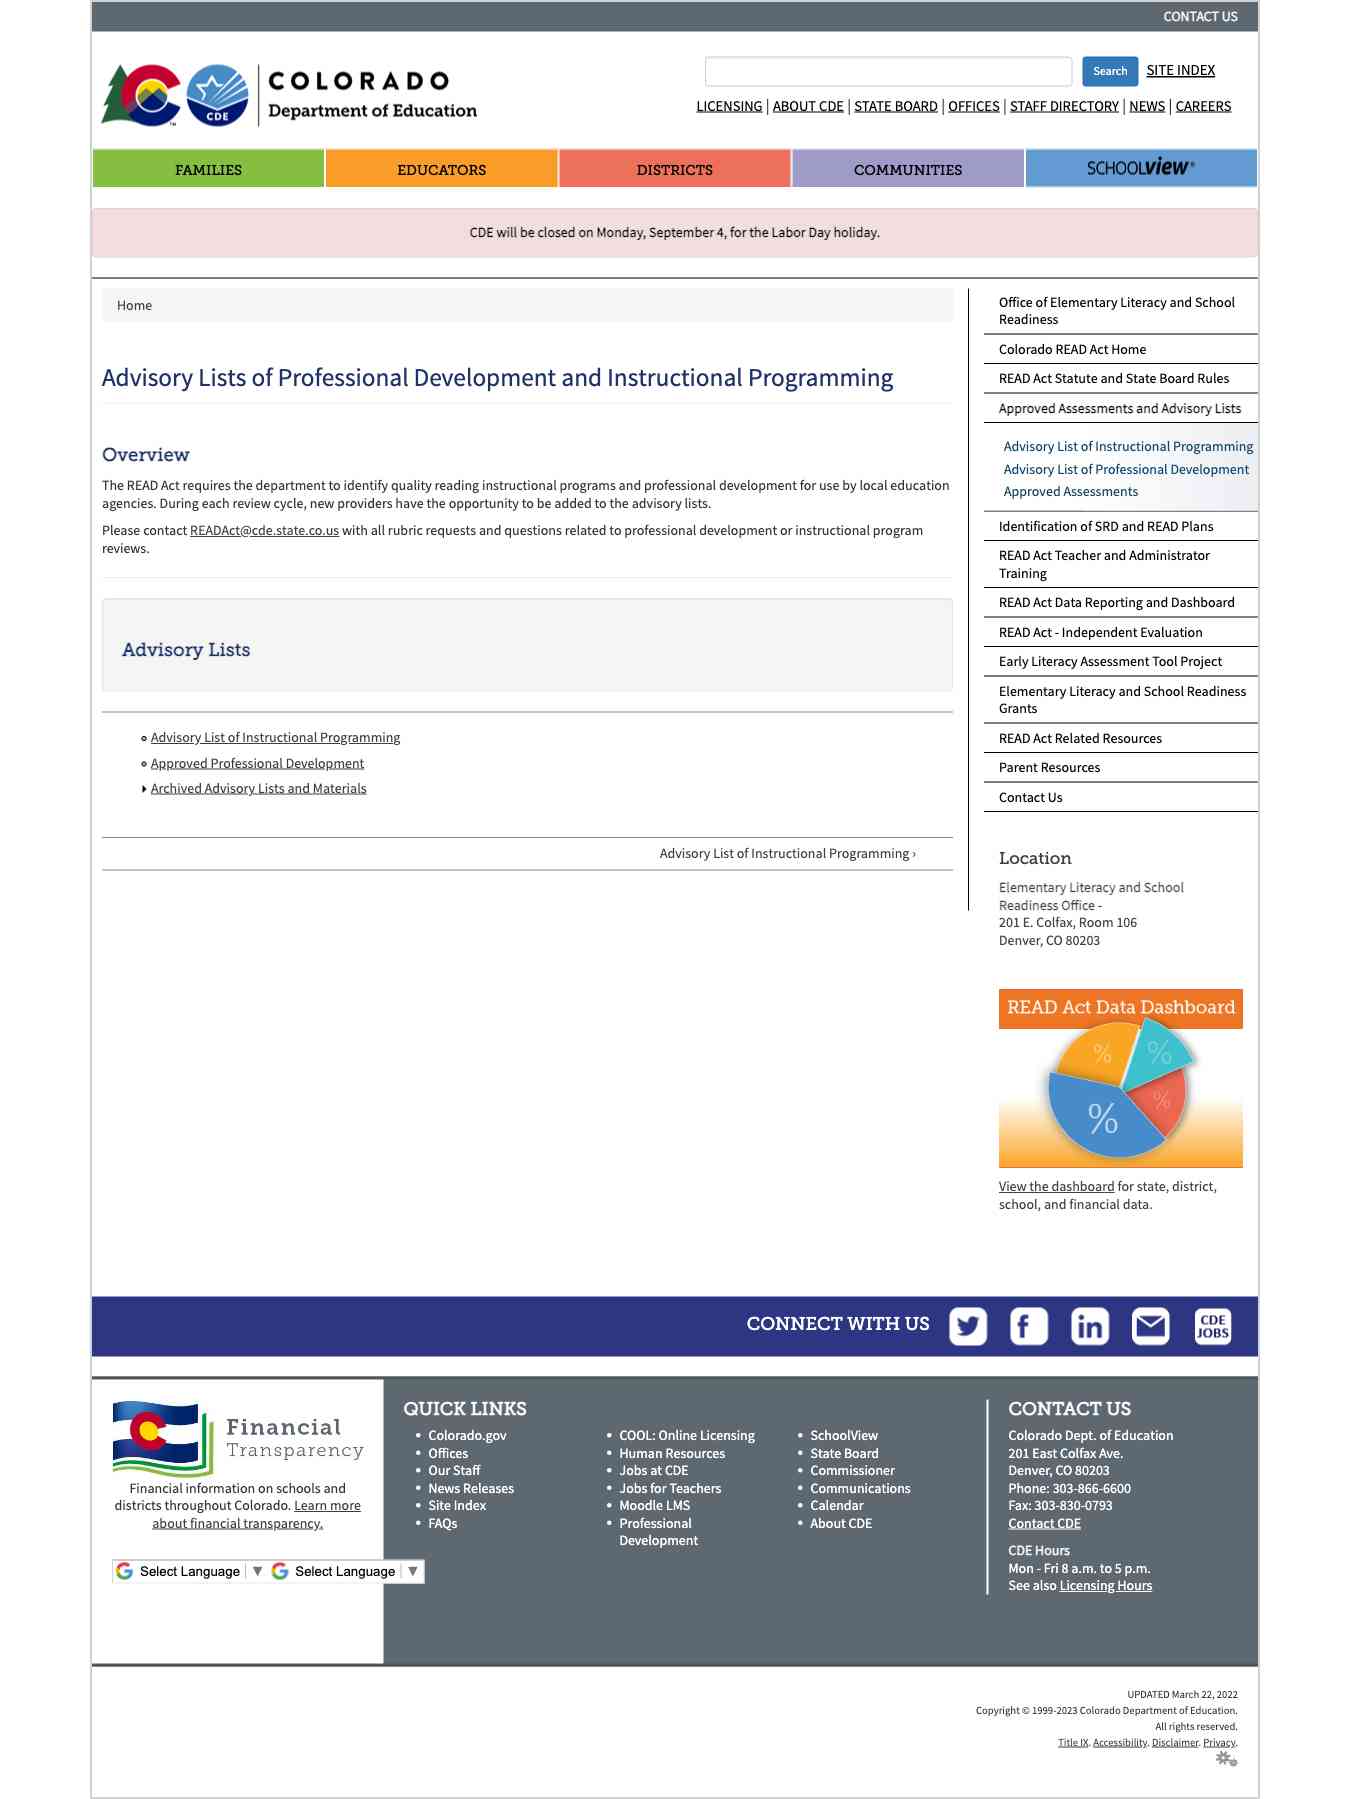 CONTACT US
CDE
COLORADO
Department of Education
Search
SITE INDEX
LICENSING | ABOUT CDE | STATE BOARD | OFFICES | STAFF DIRECTORY | NEWS | CAREERS
FAMILIES
EDUCATORS
DISTRICTS
COMMUNITIES
SCHOOLview®
CDE will be closed on Monday, September 4, for the Labor Day holiday.
Home
Advisory Lists of Professional Development and Instructional Programming
Overview
The READ Act requires the department to identify quality reading instructional programs and professional development for use by local education
agencies. During each review cycle, new providers have the opportunity to be added to the advisory lists.
Please contact READAct@cde.state.co.us with all rubric requests and questions related to professional development or instructional program
reviews.
Advisory Lists
Advisory List of Instructional Programming
Approved Professional Development
Archived Advisory Lists and Materials
Advisory List of Instructional Programming ›
Office of Elementary Literacy and School
Readiness
Colorado READ Act Home
READ Act Statute and State Board Rules
Approved Assessments and Advisory Lists
Advisory List of Instructional Programming
Advisory List of Professional Development
Approved Assessments
Identification of SRD and READ Plans
READ Act Teacher and Administrator
Training
READ Act Data Reporting and Dashboard
READ Act - Independent Evaluation
Early Literacy Assessment Tool Project
Elementary Literacy and School Readiness
Grants
READ Act Related Resources
Parent Resources
Contact Us
Location
Elementary Literacy and School
Readiness Office -
201 E. Colfax, Room 106
Denver, CO 80203
READ Act Data Dashboard
%
%
%
%
View the dashboard for state, district,
school, and financial data.
CONNECT WITH US
CDE
JOBS
Financial
Transparency
Financial information on schools and
districts throughout Colorado. Learn more
about financial transparency.
Select Language ▼
Select Language ▼
QUICK LINKS
Colorado.gov
Offices
Our Staff
News Releases
Site Index
FAQs
COOL: Online Licensing
Human Resources
Jobs at CDE
Jobs for Teachers
Moodle LMS
Professional
Development
SchoolView
State Board
Commissioner
Communications
Calendar
About CDE
CONTACT US
Colorado Dept. of Education
201 East Colfax Ave.
Denver, CO 80203
Phone: 303-866-6600
Fax: 303-830-0793
Contact CDE
CDE Hours
Mon - Fri 8 a.m. to 5 p.m.
See also Licensing Hours
UPDATED March 22, 2022
Copyright © 1999-2023 Colorado Department of Education.
All rights reserved.
Title IX. Accessibility. Disclaimer. Privacy.